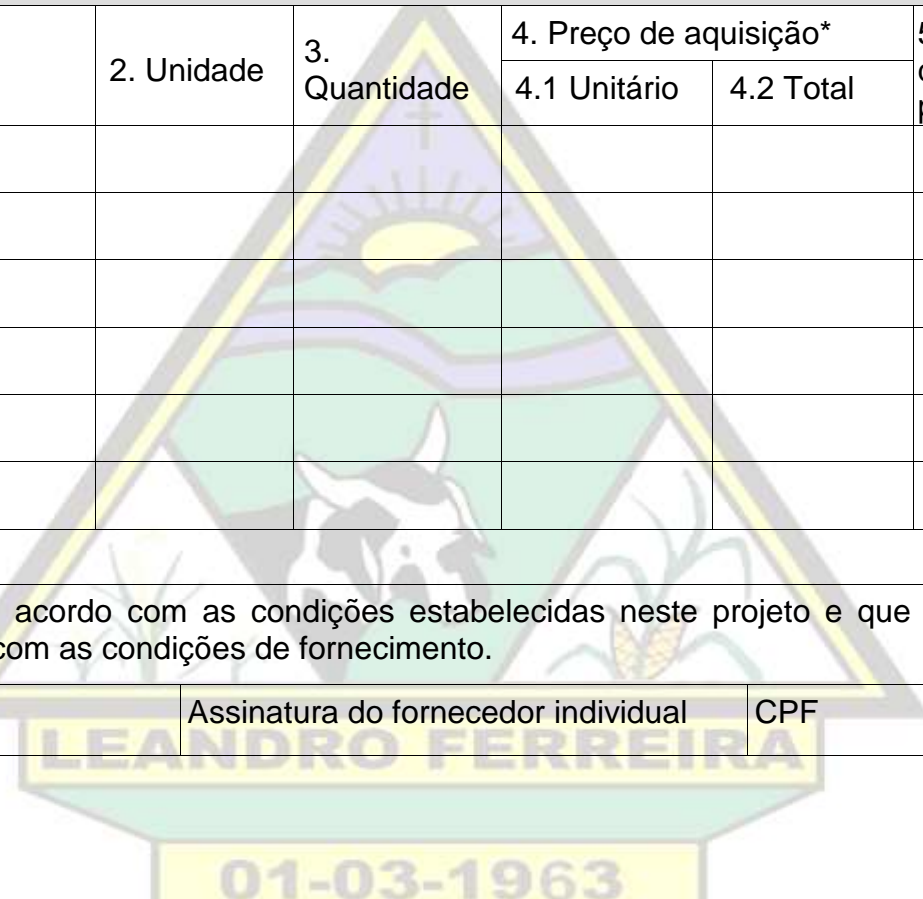 2. Unidade
3.
Quantidade
4. Preço de aquisição*
4.1 Unitário
4.2 Total
acordo com as condições estabelecidas neste projeto e que
com as condições de fornecimento.
Assinatura do fornecedor individual
CPF
LEANDRO FERREIRA
01-03-1963